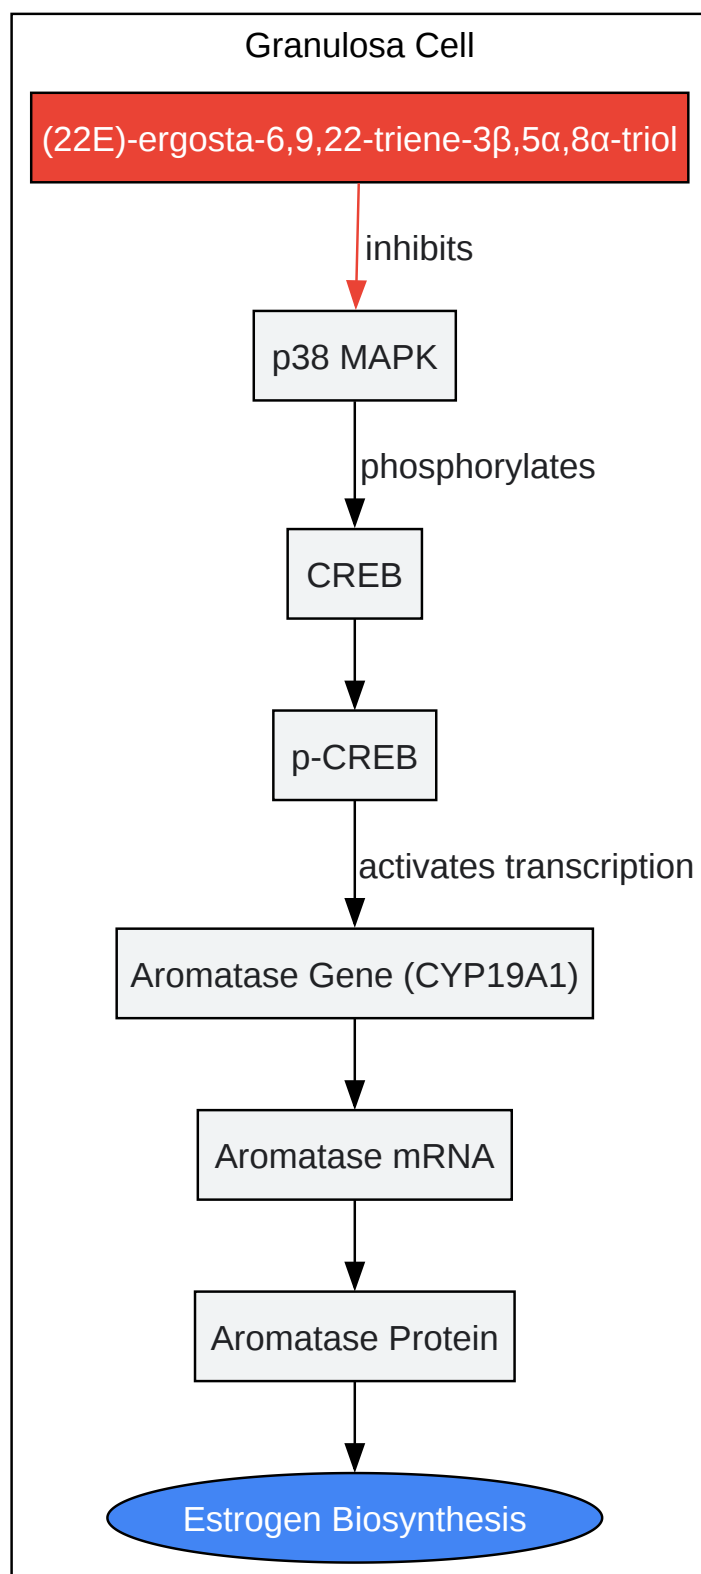 Granulosa Cell
(22E)-ergosta-6,9,22-triene-3β,5α,8α-triol
inhibits
p38 MAPK
phosphorylates
CREB
p-CREB
activates transcription
Aromatase Gene (CYP19A1)
Aromatase mRNA
Aromatase Protein
Estrogen Biosynthesis